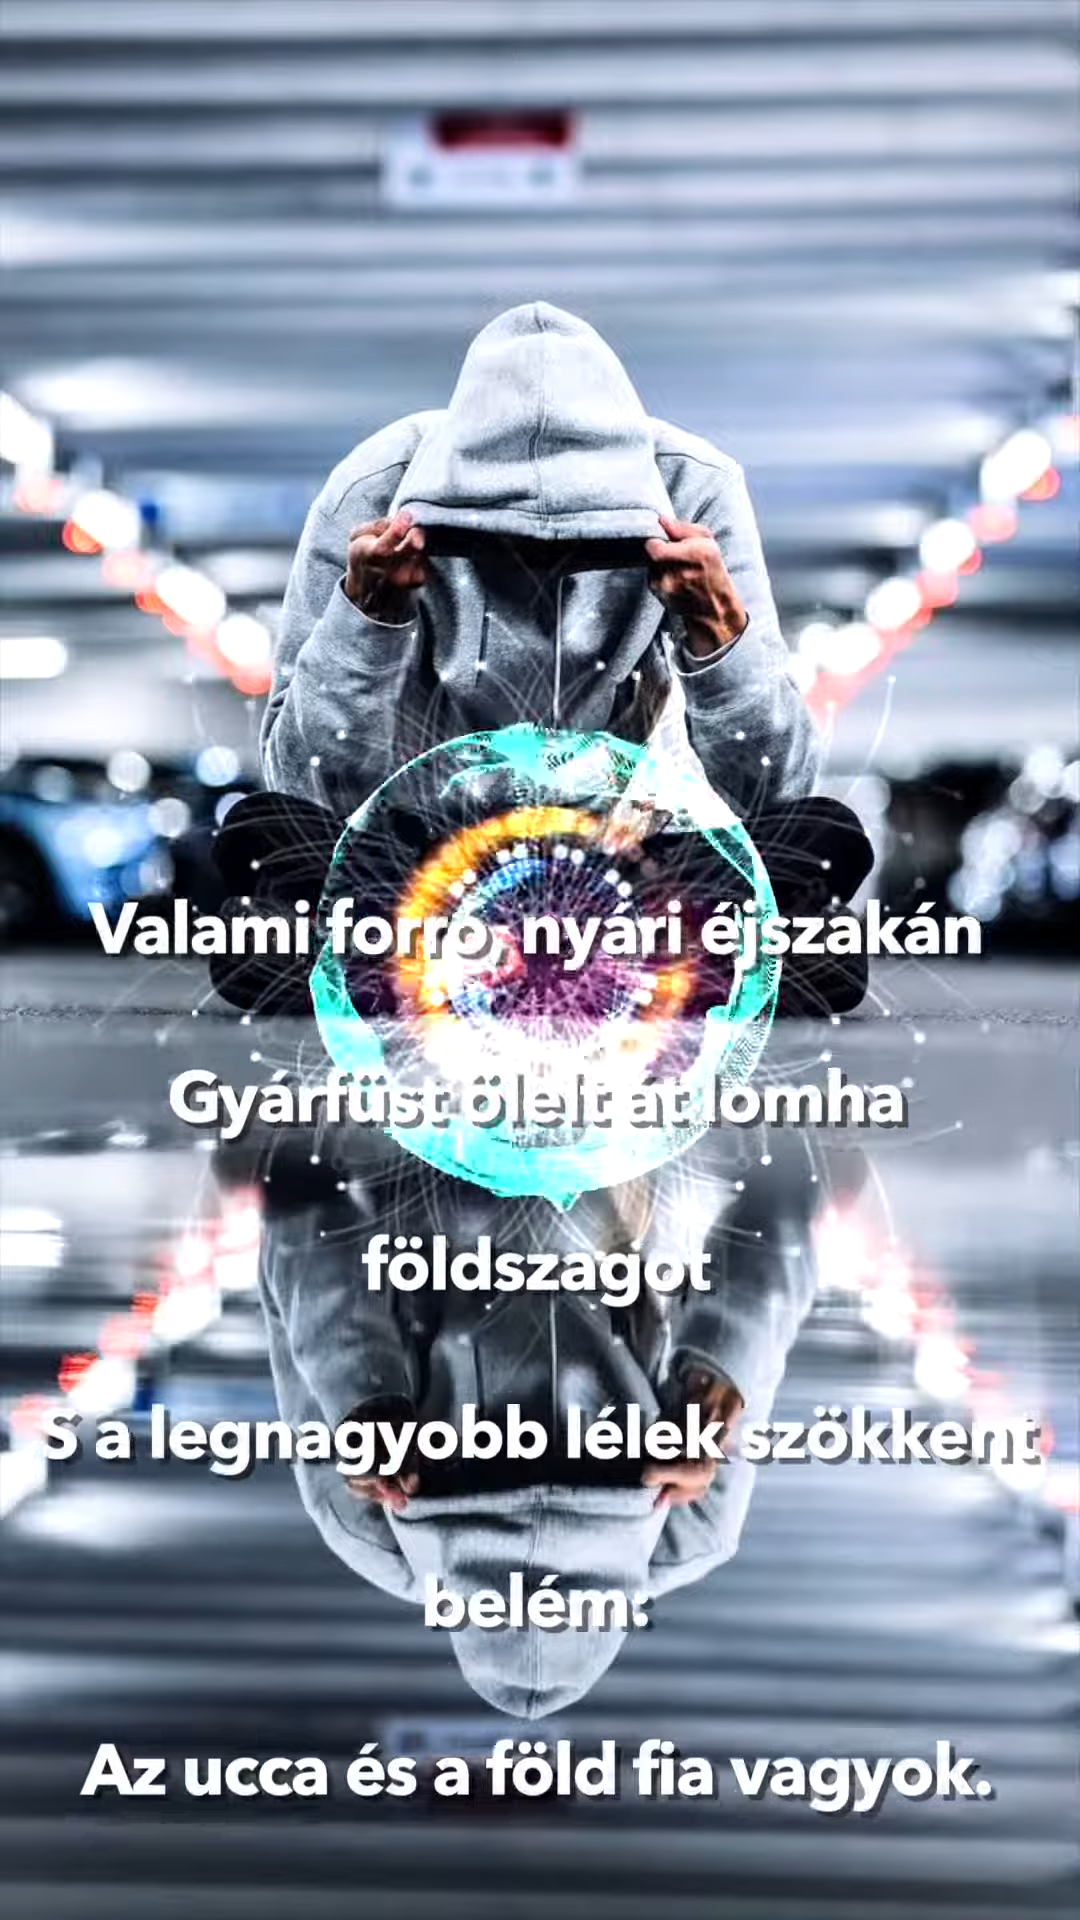 Valami forró, nyári éjszakán
Gyárfüst ölelt át lomha
földszagot
S a legnagyobb lélek szökkent
belém:
Az ucca és a föld fia vagyok.